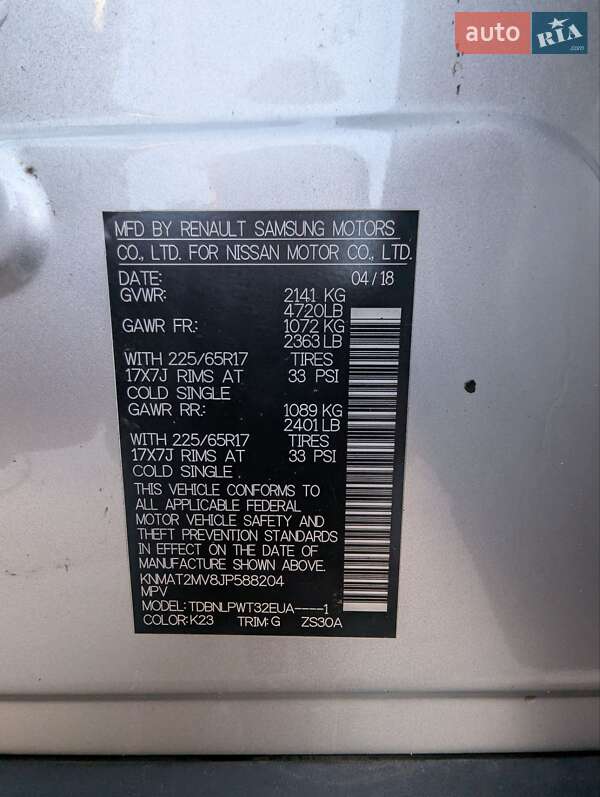 auto RIA
.com
MFD BY RENAULT SAMSUNG MOTORS
CO., LTD. FOR NISSAN MOTOR CO., LTD.
DATE: 04/18
GVWR: 2141 KG
4720LB
GAWR FR: 1072 KG
2363LB
WITH 225/65R17 TIRES
17X7J RIMS AT 33 PSI
COLD SINGLE
GAWR RR: 1089 KG
2401LB
WITH 225/65R17 TIRES
17X7J RIMS AT 33 PSI
COLD SINGLE
THIS VEHICLE CONFORMS TO
ALL APPLICABLE FEDERAL
MOTOR VEHICLE SAFETY AND
THEFT PREVENTION STANDARDS
IN EFFECT ON THE DATE OF
MANUFACTURE SHOWN ABOVE.
KNMAT2MV8JP588204
MPV
MODEL: TDBNLPWT32EUA----1
COLOR:K23 TRIM:G ZS30A